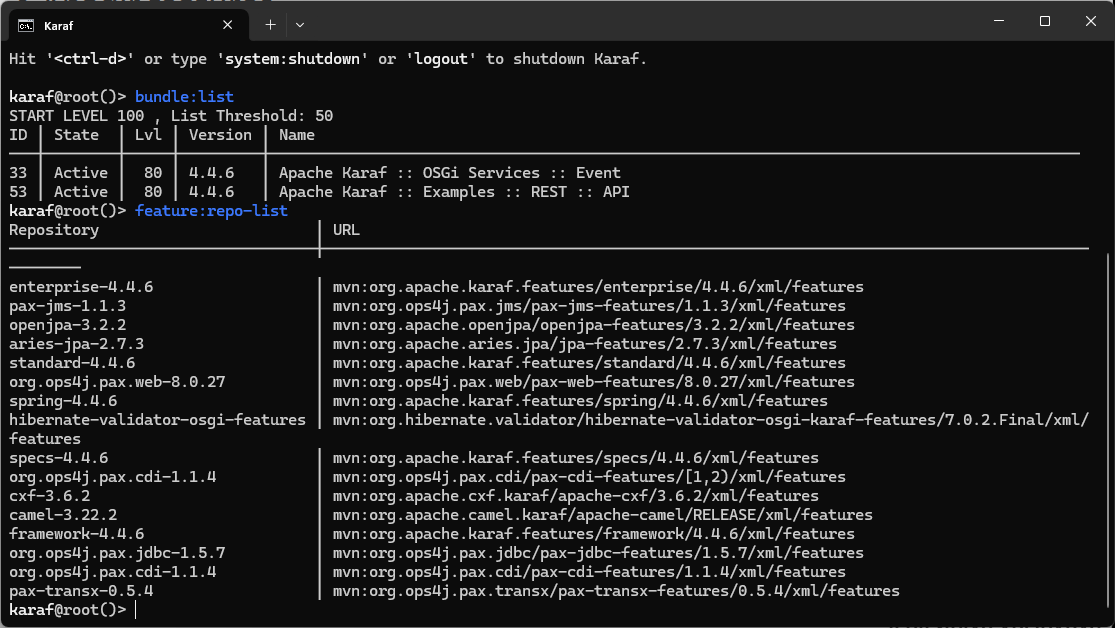 Karaf
Hit '<ctrl-d>' or type 'system:shutdown' or 'logout' to shutdown Karaf.
karaf@root()> bundle:list
START LEVEL 100 , List Threshold: 50
ID │ State │ Lvl │ Version │ Name
33 │ Active │ 80 │ 4.4.6 │ Apache Karaf :: OSGi Services :: Event
53 │ Active │ 80 │ 4.4.6 │ Apache Karaf :: Examples :: REST :: API
karaf@root()> feature:repo-list
Repository │ URL
enterprise-4.4.6 │ mvn:org.apache.karaf.features/enterprise/4.4.6/xml/features
pax-jms-1.1.3 │ mvn:org.ops4j.pax.jms/pax-jms-features/1.1.3/xml/features
openjpa-3.2.2 │ mvn:org.apache.openjpa/openjpa-features/3.2.2/xml/features
aries-jpa-2.7.3 │ mvn:org.apache.aries.jpa/jpa-features/2.7.3/xml/features
standard-4.4.6 │ mvn:org.apache.karaf.features/standard/4.4.6/xml/features
org.ops4j.pax.web-8.0.27 │ mvn:org.ops4j.pax.web/pax-web-features/8.0.27/xml/features
spring-4.4.6 │ mvn:org.apache.karaf.features/spring/4.4.6/xml/features
hibernate-validator-osgi-features │ mvn:org.hibernate.validator/hibernate-validator-osgi-karaf-features/7.0.2.Final/xml/
features
specs-4.4.6 │ mvn:org.apache.karaf.features/specs/4.4.6/xml/features
org.ops4j.pax.cdi-1.1.4 │ mvn:org.ops4j.pax.cdi/pax-cdi-features/[1,2)/xml/features
cxf-3.6.2 │ mvn:org.apache.cxf.karaf/apache-cxf/3.6.2/xml/features
camel-3.22.2 │ mvn:org.apache.camel.karaf/apache-camel/RELEASE/xml/features
framework-4.4.6 │ mvn:org.apache.karaf.features/framework/4.4.6/xml/features
org.ops4j.pax.jdbc-1.5.7 │ mvn:org.ops4j.pax.jdbc/pax-jdbc-features/1.5.7/xml/features
org.ops4j.pax.cdi-1.1.4 │ mvn:org.ops4j.pax.cdi/pax-cdi-features/1.1.4/xml/features
pax-transx-0.5.4 │ mvn:org.ops4j.pax.transx/pax-transx-features/0.5.4/xml/features
karaf@root()>